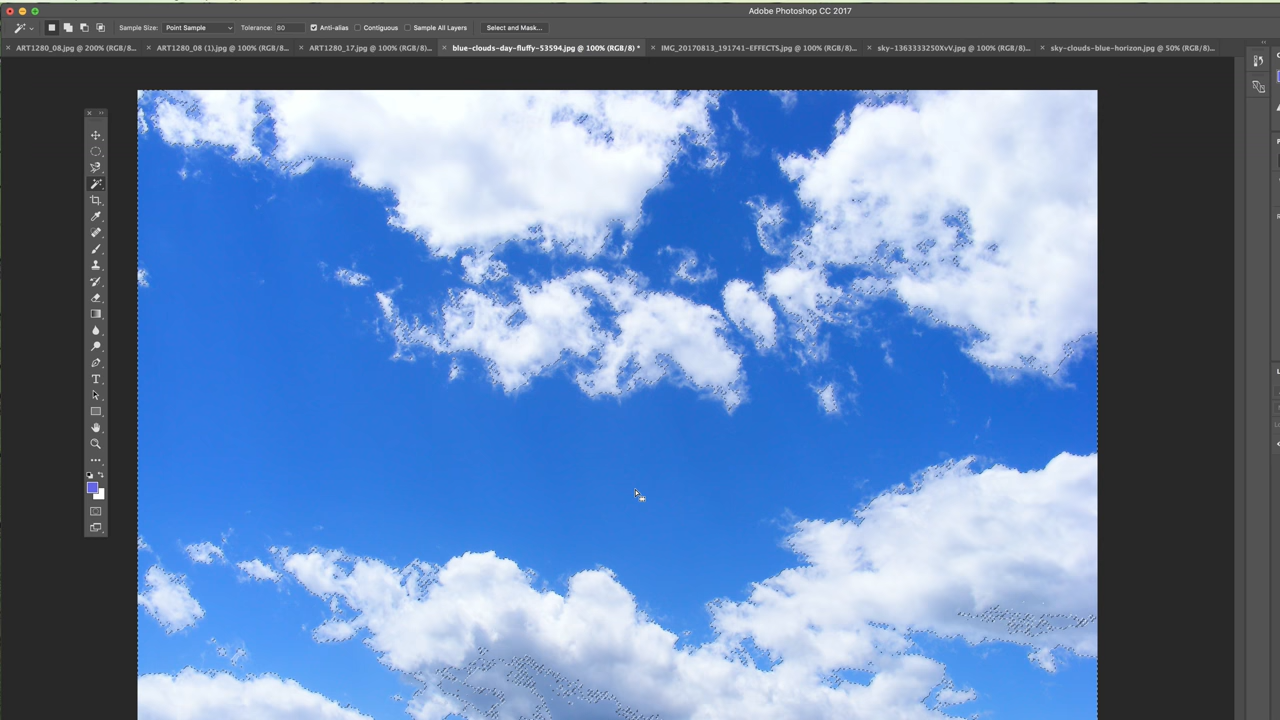 Adobe Photoshop CC 2017
Sample Size: Point Sample Tolerance: 80 Anti-alias Contiguous Sample All Layers Select and Mask...
ART1280_08.jpg @ 200% (RGB/8... ART1280_08 (1).jpg @ 100% (RGB/8... ART1280_17.jpg @ 100% (RGB/8)... blue-clouds-day-fluffy-53594.jpg @ 100% (RGB/8) * IMG_20170813_191741-EFFECTS.jpg @ 100% (RGB/8)... sky-1363333250XvV.jpg @ 100% (RGB/8)... sky-clouds-blue-horizon.jpg @ 50% (RGB/8)...
T